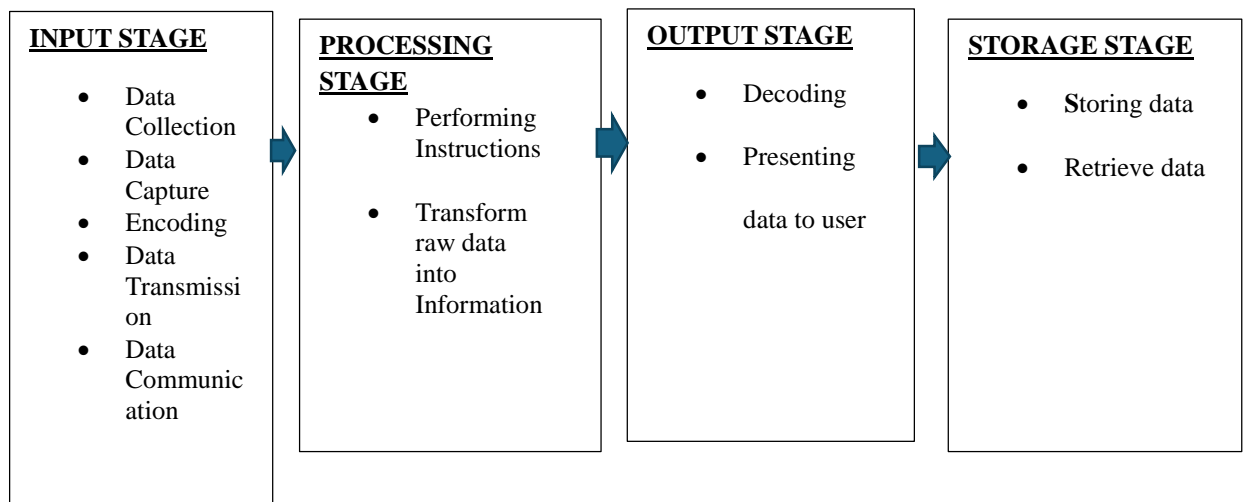 INPUT STAGE
• Data
Collection
• Data
Capture
• Encoding
• Data
Transmissi
on
• Data
Communic
ation
PROCESSING
STAGE
• Performing
Instructions
• Transform
raw data
into
Information
OUTPUT STAGE
• Decoding
• Presenting
data to user
STORAGE STAGE
• Storing data
• Retrieve data